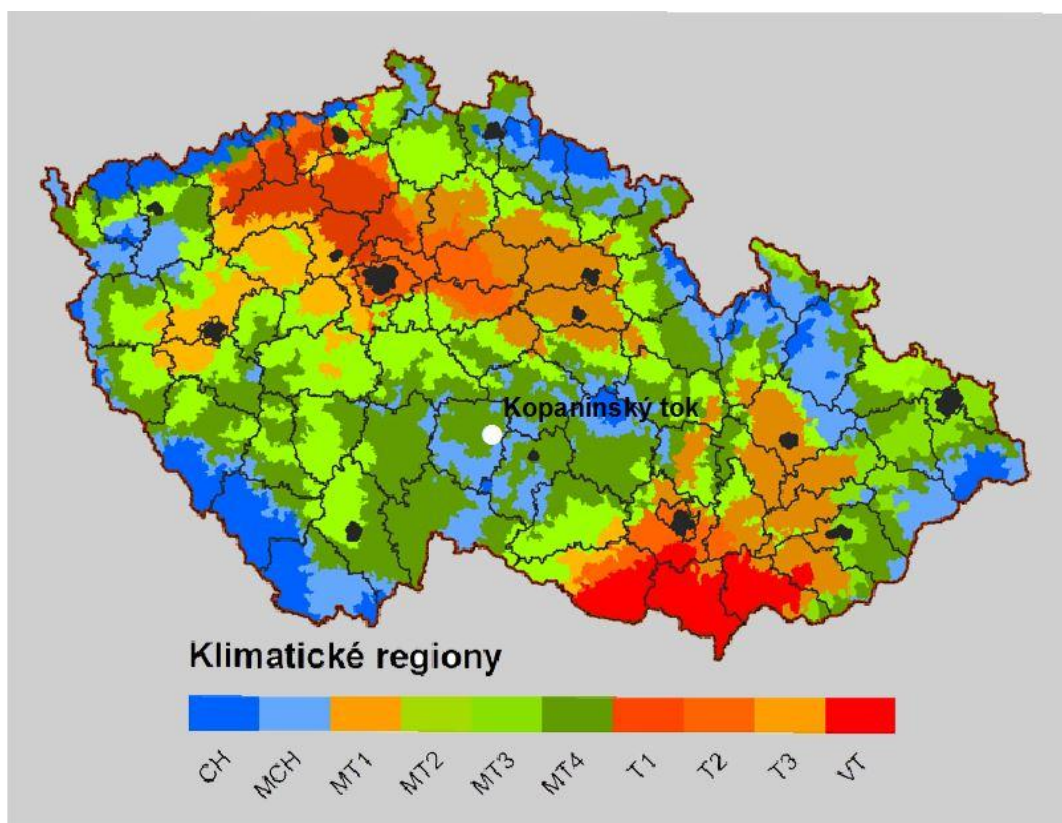 Kopaninský tok
Klimatické regiony
CH
MCH
MT1
MT2
MT3
MT4
T1
T2
T3
VT